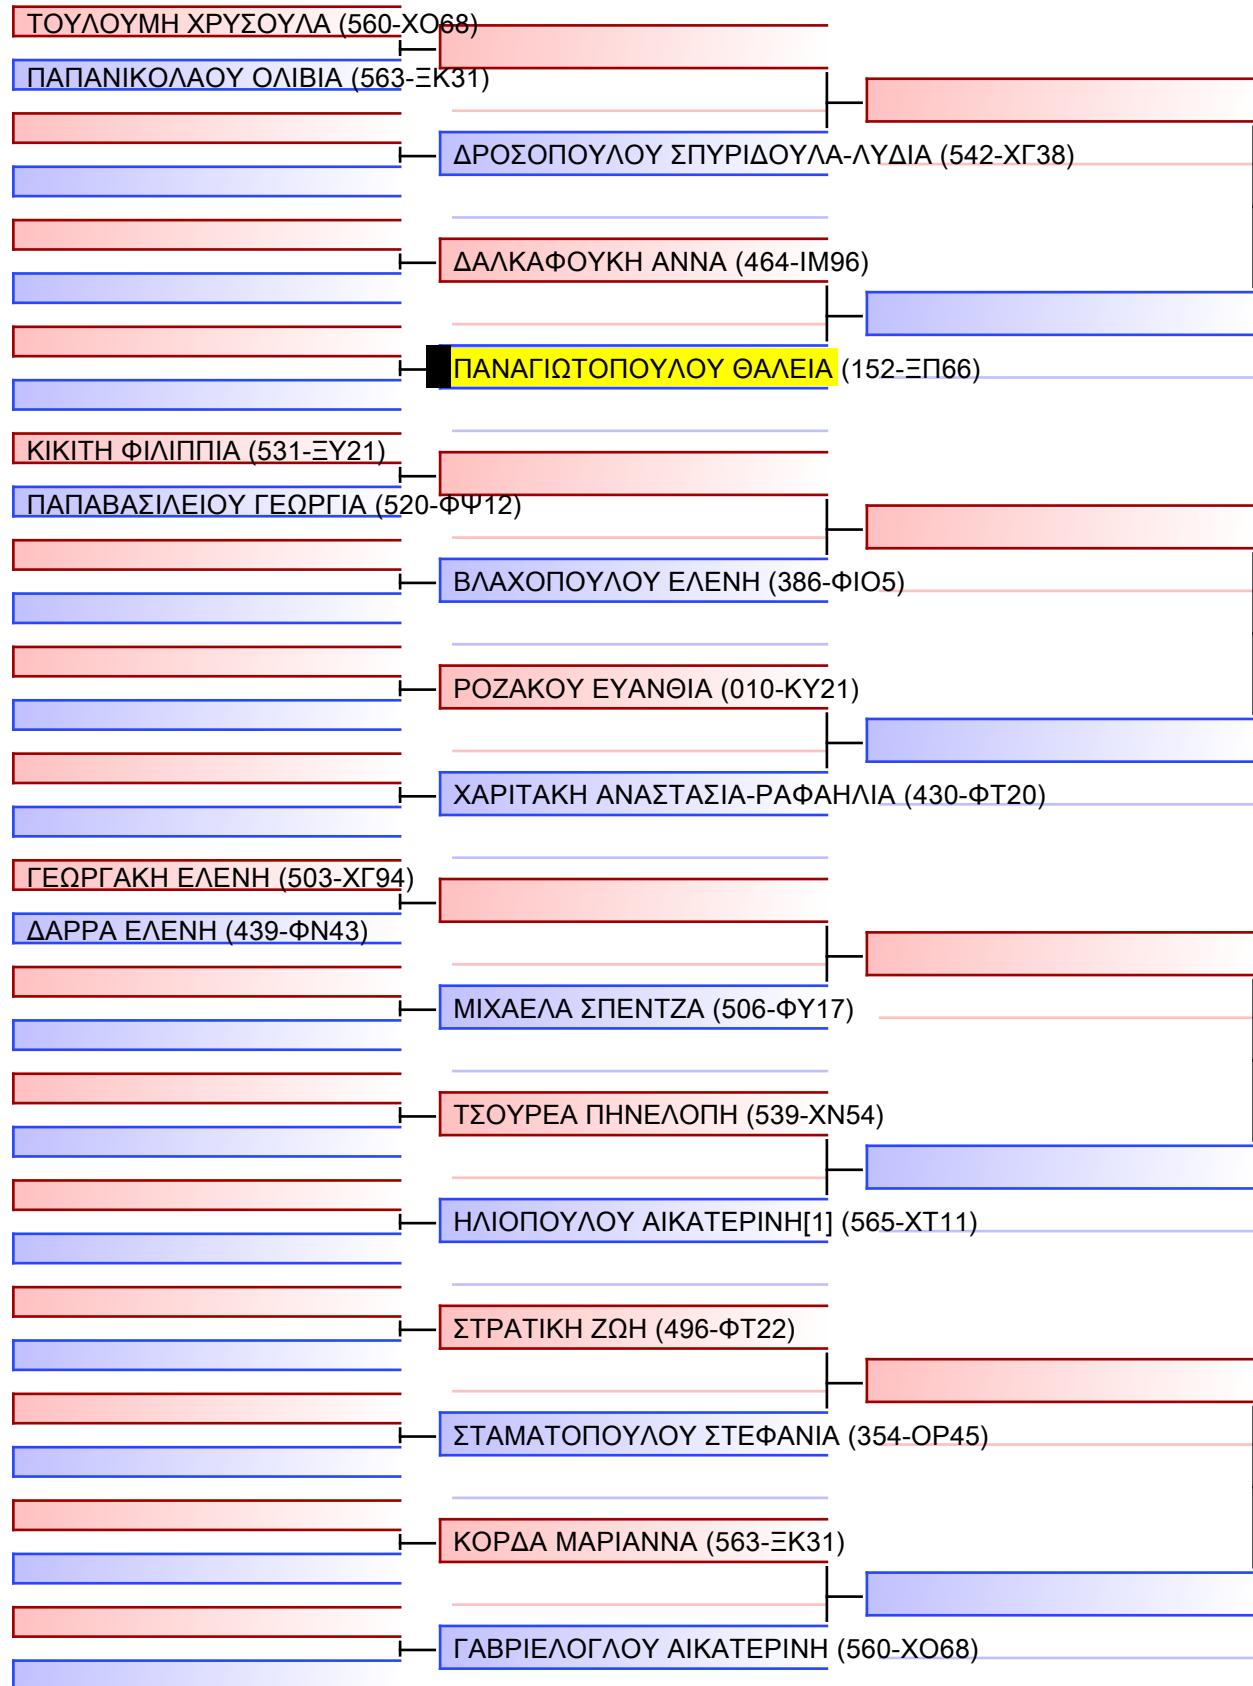 ΤΟΥΛΟΥΜΗ ΧΡΥΣΟΥΛΑ (560-ΧΟ68)
ΠΑΠΑΝΙΚΟΛΑΟΥ ΟΛΙΒΙΑ (563-ΞΚ31)
ΔΡΟΣΟΠΟΥΛΟΥ ΣΠΥΡΙΔΟΥΛΑ-ΛΥΔΙΑ (542-ΧΓ38)
ΔΑΛΚΑΦΟΥΚΗ ΑΝΝΑ (464-ΙΜ96)
ΠΑΝΑΓΙΩΤΟΠΟΥΛΟΥ ΘΑΛΕΙΑ (152-ΞΠ66)
ΚΙΚΙΤΗ ΦΙΛΙΠΠΙΑ (531-ΞΥ21)
ΠΑΠΑΒΑΣΙΛΕΙΟΥ ΓΕΩΡΓΙΑ (520-ΦΨ12)
ΒΛΑΧΟΠΟΥΛΟΥ ΕΛΕΝΗ (386-ΦΙΟ5)
ΡΟΖΑΚΟΥ ΕΥΑΝΘΙΑ (010-ΚΥ21)
ΧΑΡΙΤΑΚΗ ΑΝΑΣΤΑΣΙΑ-ΡΑΦΑΗΛΙΑ (430-ΦΤ20)
ΓΕΩΡΓΑΚΗ ΕΛΕΝΗ (503-ΧΓ94)
ΔΑΡΡΑ ΕΛΕΝΗ (439-ΦΝ43)
ΜΙΧΑΕΛΑ ΣΠΕΝΤΖΑ (506-ΦΥ17)
ΤΣΟΥΡΕΑ ΠΗΝΕΛΟΠΗ (539-ΧΝ54)
ΗΛΙΟΠΟΥΛΟΥ ΑΙΚΑΤΕΡΙΝΗ[1] (565-ΧΤ11)
ΣΤΡΑΤΙΚΗ ΖΩΗ (496-ΦΤ22)
ΣΤΑΜΑΤΟΠΟΥΛΟΥ ΣΤΕΦΑΝΙΑ (354-ΟΡ45)
ΚΟΡΔΑ ΜΑΡΙΑΝΝΑ (563-ΞΚ31)
ΓΑΒΡΙΕΛΟΓΛΟΥ ΑΙΚΑΤΕΡΙΝΗ (560-ΧΟ68)